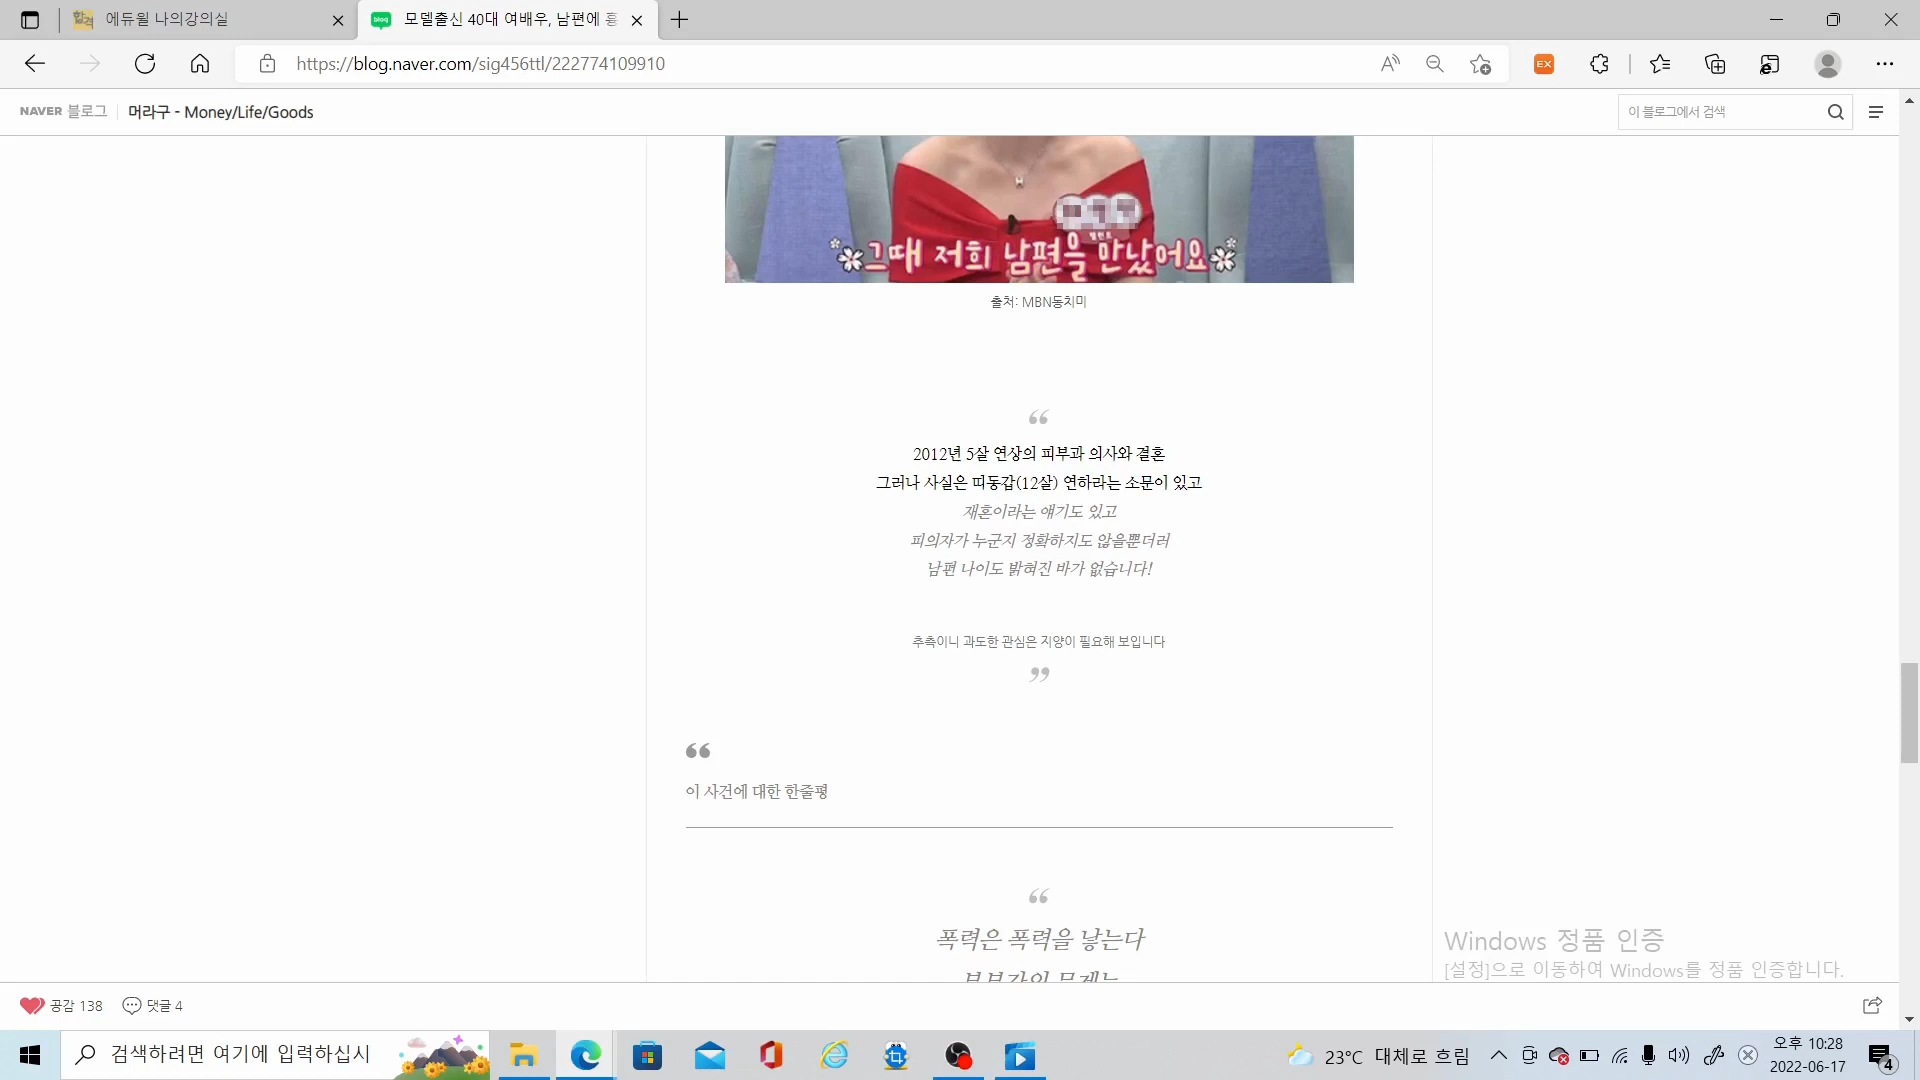 에듀윌 나의강의실
모델출신 40대 여배우, 남편에 흉
https://blog.naver.com/sig456ttl/222774109910
EX
NAVER 블로그
머라구 - Money/Life/Goods
이 블로그에서 검색
그때 저희 남편을 만났어요
출처: MBN동치미
2012년 5살 연상의 피부과 의사와 결혼
그러나 사실은 띠동갑(12살) 연하라는 소문이 있고
재혼이라는 얘기도 있고
피의자가 누군지 정확하지도 않을뿐더러
남편 나이도 밝혀진 바가 없습니다!
추측이니 과도한 관심은 지양이 필요해 보입니다
이 사건에 대한 한줄평
폭력은 폭력을 낳는다
부부간의 문제는
Windows 정품 인증
[설정]으로 이동하여 Windows를 정품 인증합니다.
공감 138
댓글 4
검색하려면 여기에 입력하십시
23°C 대체로 흐림
오후 10:28
2022-06-17
4